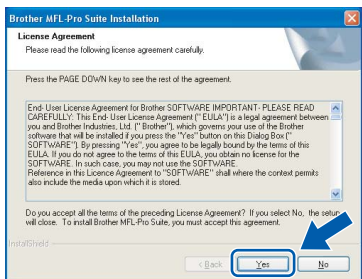 Brother MFL-Pro Suite Installation
License Agreement
Please read the following license agreement carefully.
Press the PAGE DOWN key to see the rest of the agreement.
End- User License Agreement for Brother SOFTWARE IMPORTANT- PLEASE READ
CAREFULLY: This End- User License Agreement (" EULA") is a legal agreement between
you and Brother Industries, Ltd. (" Brother"), which governs your use of the Brother
software that will be installed if you press the "Yes" button on this Dialog Box ("
SOFTWARE"). By pressing "Yes", you agree to be legally bound by the terms of this
EULA. If you do not agree to the terms of this EULA, you obtain no license for the
SOFTWARE. In such case, you may not use the SOFTWARE.
Reference in this Licence Agreement to "SOFTWARE" shall where the context permits
also include the media upon which it is stored.
Do you accept all the terms of the preceding License Agreement? If you select No, the setup
will close. To install Brother MFL-Pro Suite, you must accept this agreement.
InstallShield
< Back
Yes
No